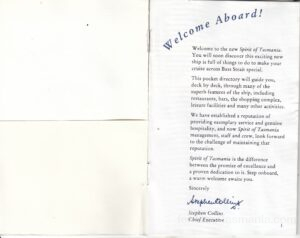 Welcome Aboard!
Welcome to the new Spirit of Tasmania.
You will soon discover this exciting new
ship is full of things to do to make your
cruise across Bass Strait special.
This pocket directory will guide you,
deck by deck, through many of the
superb features of the ship, including
restaurants, bars, the shopping complex,
leisure facilities and many other activities.
We have established a reputation of
providing exemplary service and genuine
hospitality, and now Spirit of Tasmania
management, staff and crew, look forward
to the challenge of maintaining that
reputation.
Spirit of Tasmania is the difference
between the promise of excellence and
a proven dedication to it. Step onboard,
a warm welcome awaits you.
Sincerely
Stephen Collins
Stephen Collins
Chief Executive
1